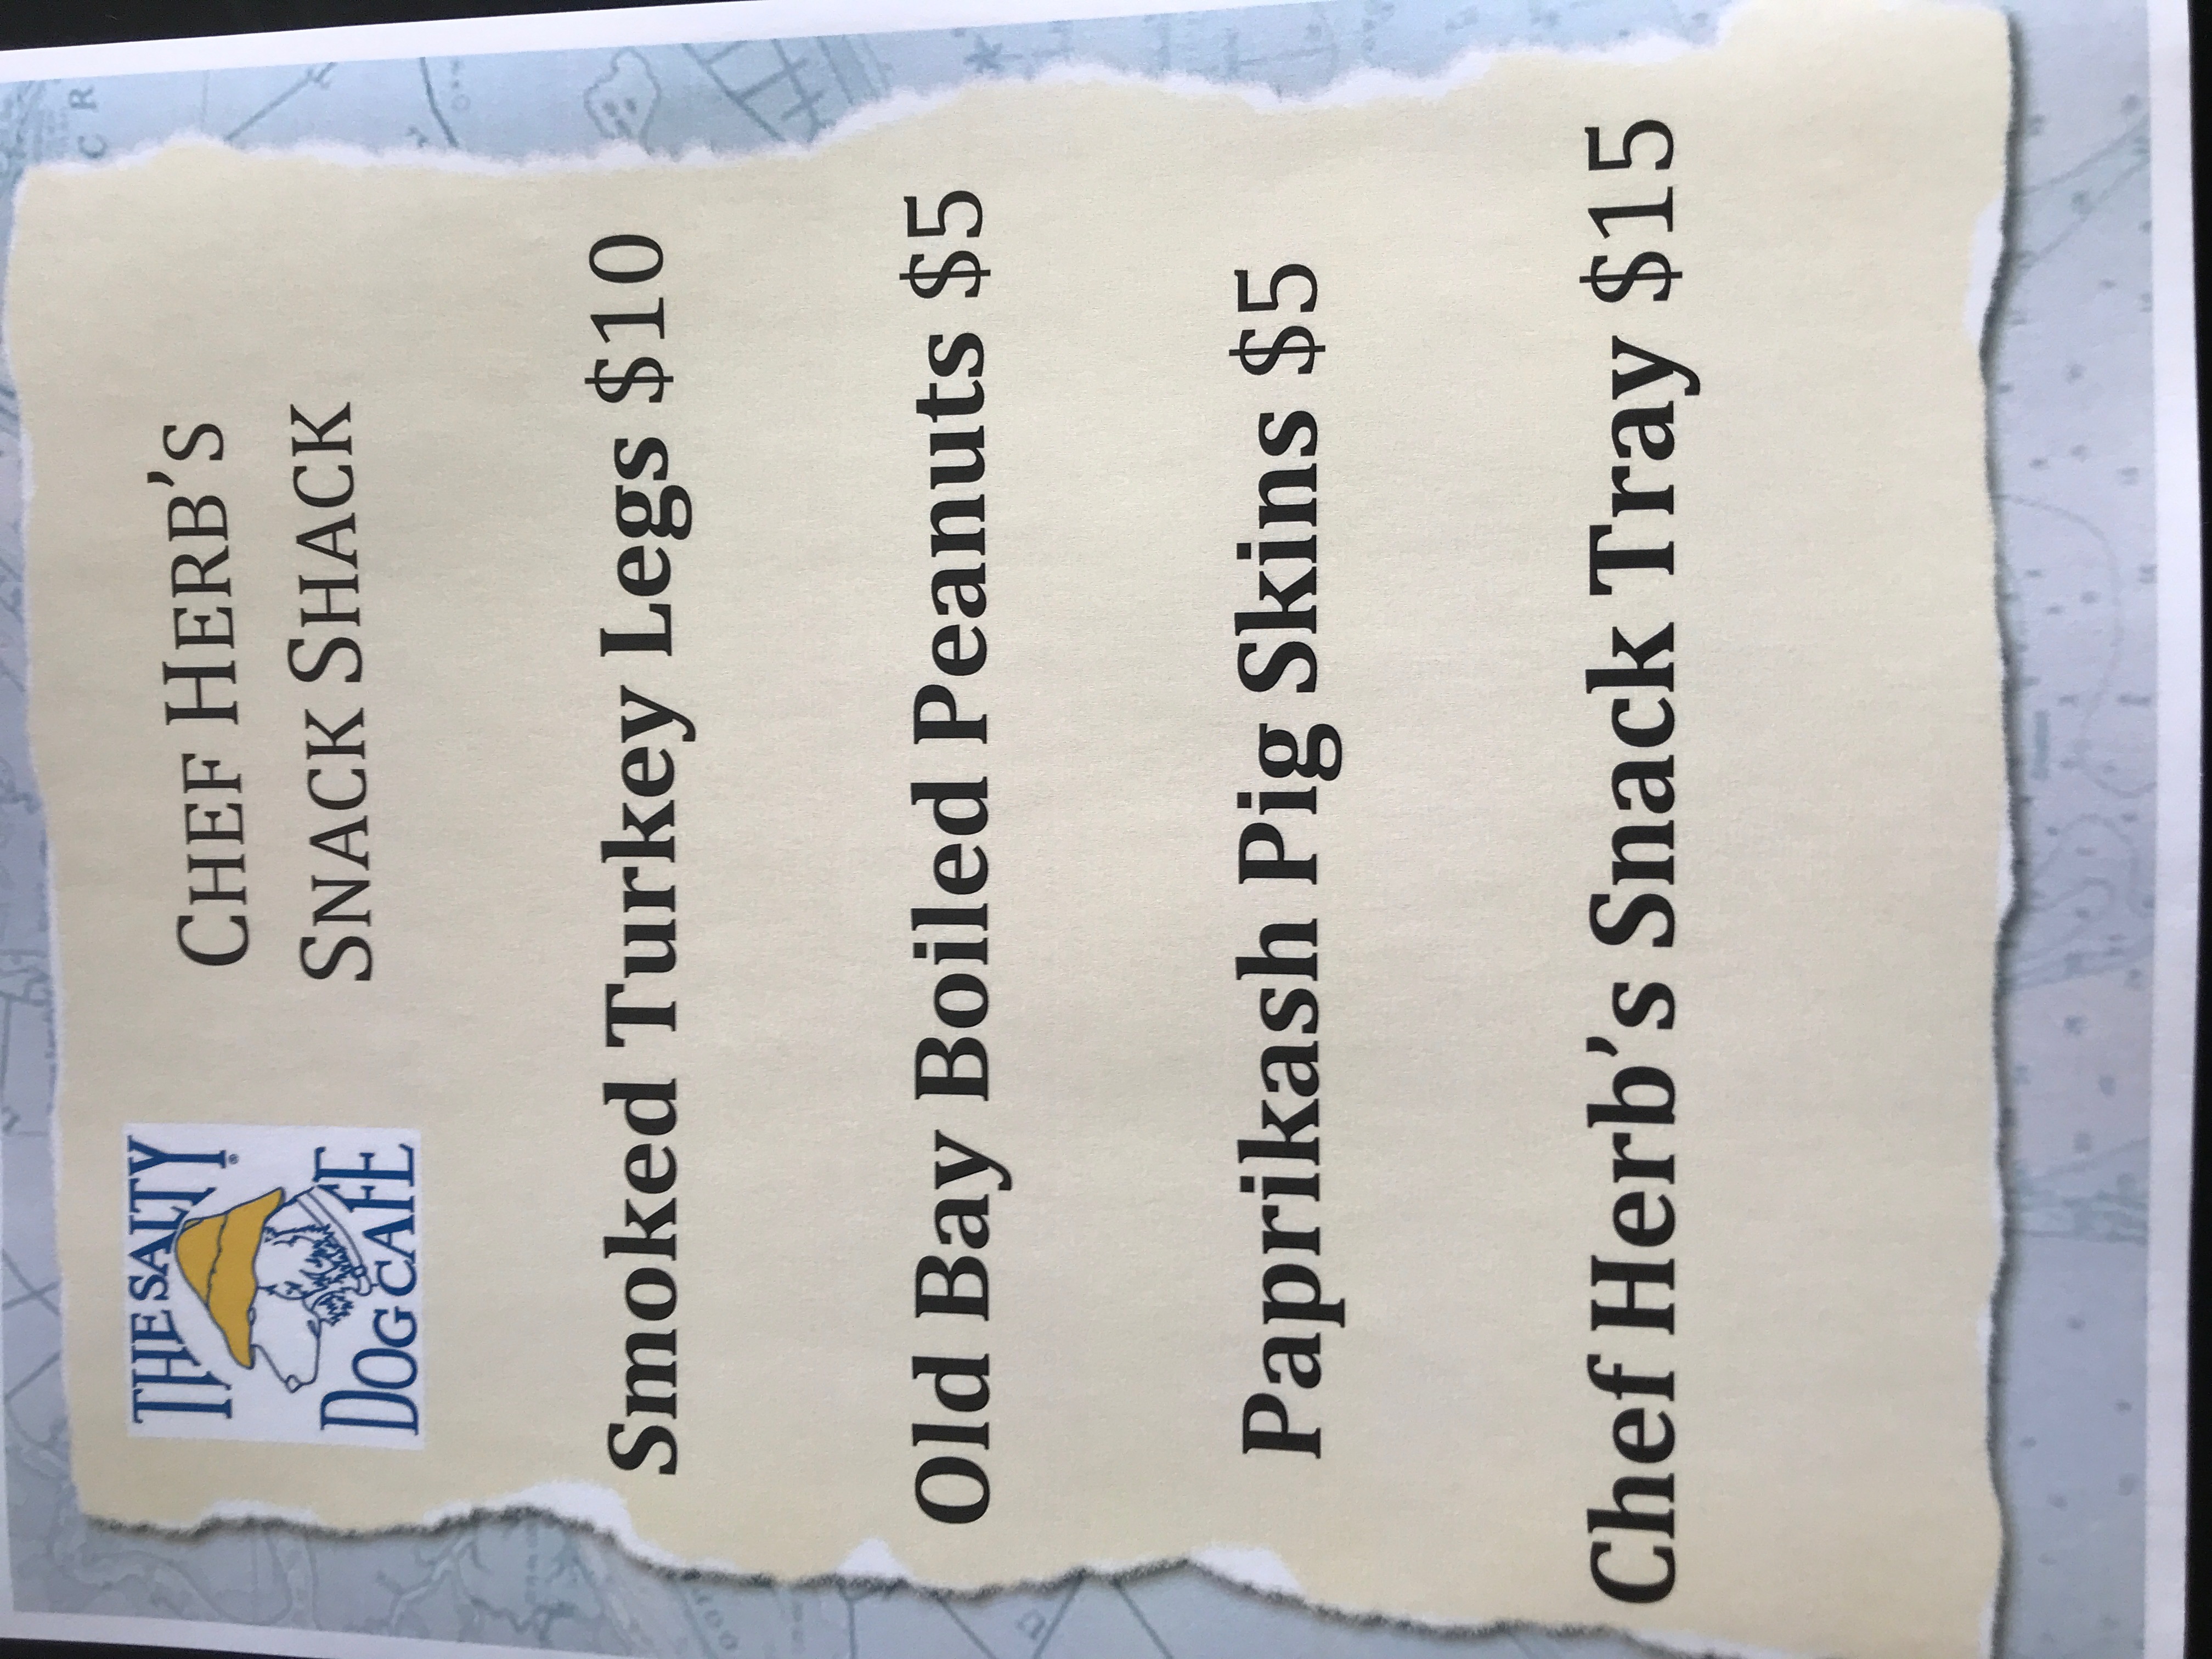 THE SALTY
DOG CAFE
CHEF HERB'S
SNACK SHACK
Smoked Turkey Legs $10
Old Bay Boiled Peanuts $5
Paprikash Pig Skins $5
Chef Herb's Snack Tray $15
C R